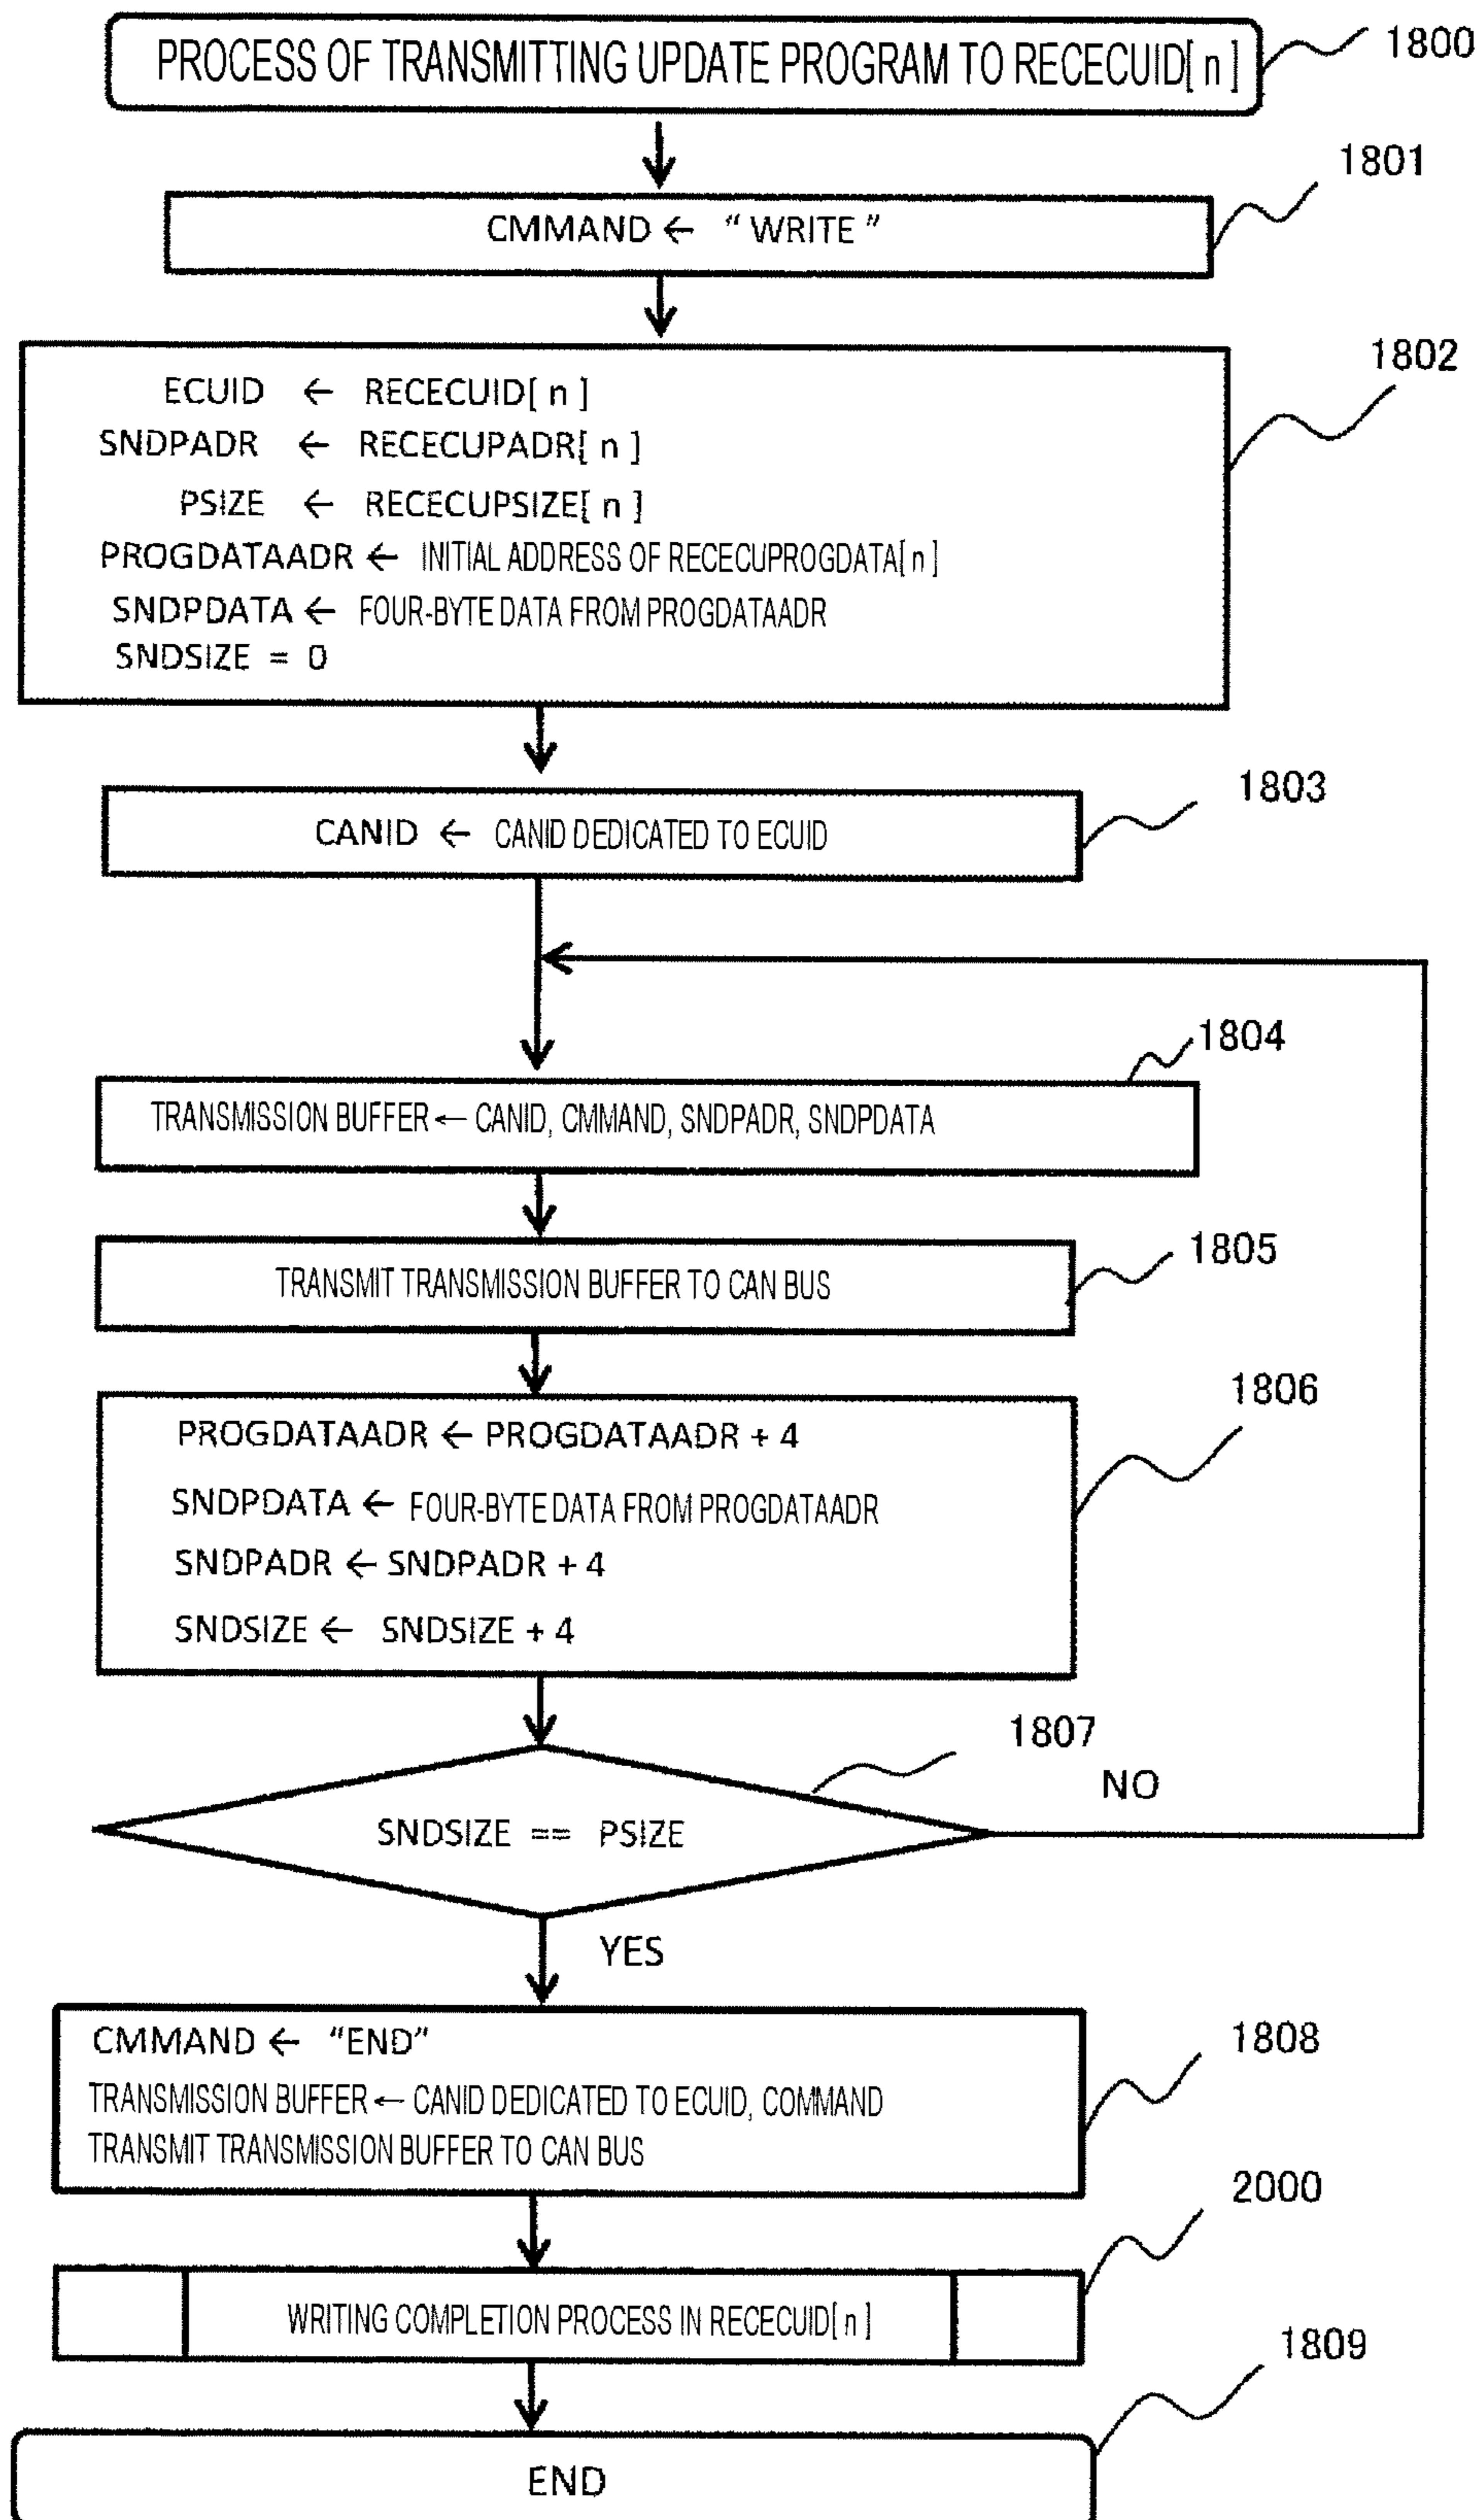 PROCESS OF TRANSMITTING UPDATE PROGRAM TO RECECUID[ n ]
1800
1801
CMMAND ← “ WRITE ”
1802
ECUID ← RECECUID[ n ]
SNDPADR ← RECECUPADR[ n ]
PSIZE ← RECECUPSIZE[ n ]
PROGDATAADR ← INITIAL ADDRESS OF RECECUPROGDATA[ n ]
SNDPDATA ← FOUR-BYTE DATA FROM PROGDATAADR
SNDSIZE = 0
1803
CANID ← CANID DEDICATED TO ECUID
1804
TRANSMISSION BUFFER ← CANID, CMMAND, SNDPADR, SNDPDATA
1805
TRANSMIT TRANSMISSION BUFFER TO CAN BUS
1806
PROGDATAADR ← PROGDATAADR + 4
SNDPDATA ← FOUR-BYTE DATA FROM PROGDATAADR
SNDPADR ← SNDPADR + 4
SNDSIZE ← SNDSIZE + 4
1807
NO
SNDSIZE == PSIZE
YES
1808
CMMAND ← “END”
TRANSMISSION BUFFER ← CANID DEDICATED TO ECUID, COMMAND
TRANSMIT TRANSMISSION BUFFER TO CAN BUS
2000
WRITING COMPLETION PROCESS IN RECECUID[ n ]
1809
END